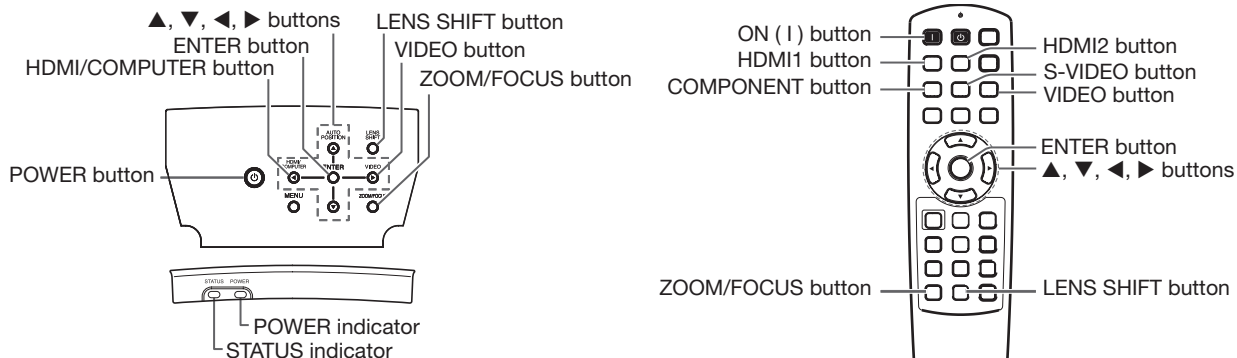 ▲, ▼, ◀, ▶ buttons
LENS SHIFT button
ENTER button
VIDEO button
HDMI/COMPUTER button
ZOOM/FOCUS button
AUTO
POSITION
LENS
SHIFT
HDMI/
COMPUTER
ENTER
VIDEO
POWER button
MENU
ZOOM/FOCUS
STATUS POWER
POWER indicator
STATUS indicator
ON ( I ) button
HDMI1 button
HDMI2 button
S-VIDEO button
COMPONENT button
VIDEO button
I
ENTER button
▲, ▼, ◀, ▶ buttons
ZOOM/FOCUS button
LENS SHIFT button